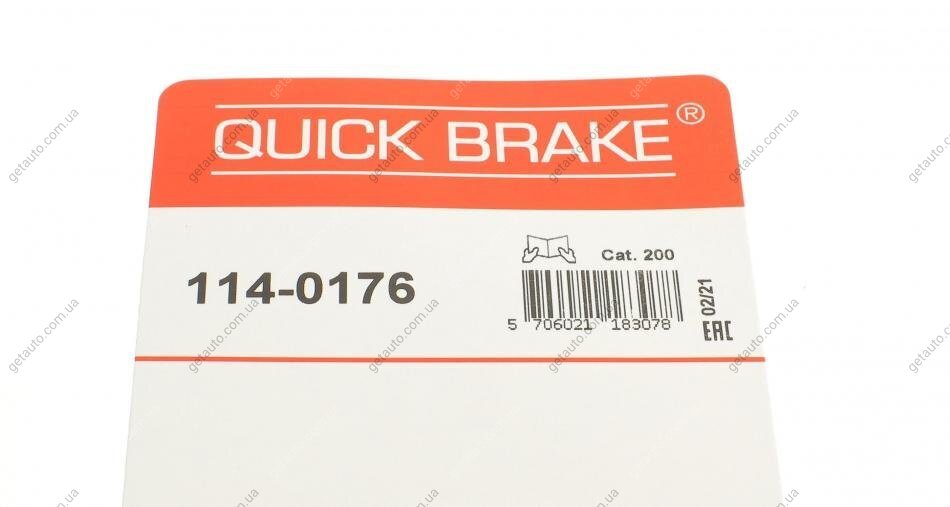 QUICK BRAKE®
Cat. 200
114-0176
5 706021 183078
02/21
EAC
getauto.com.ua